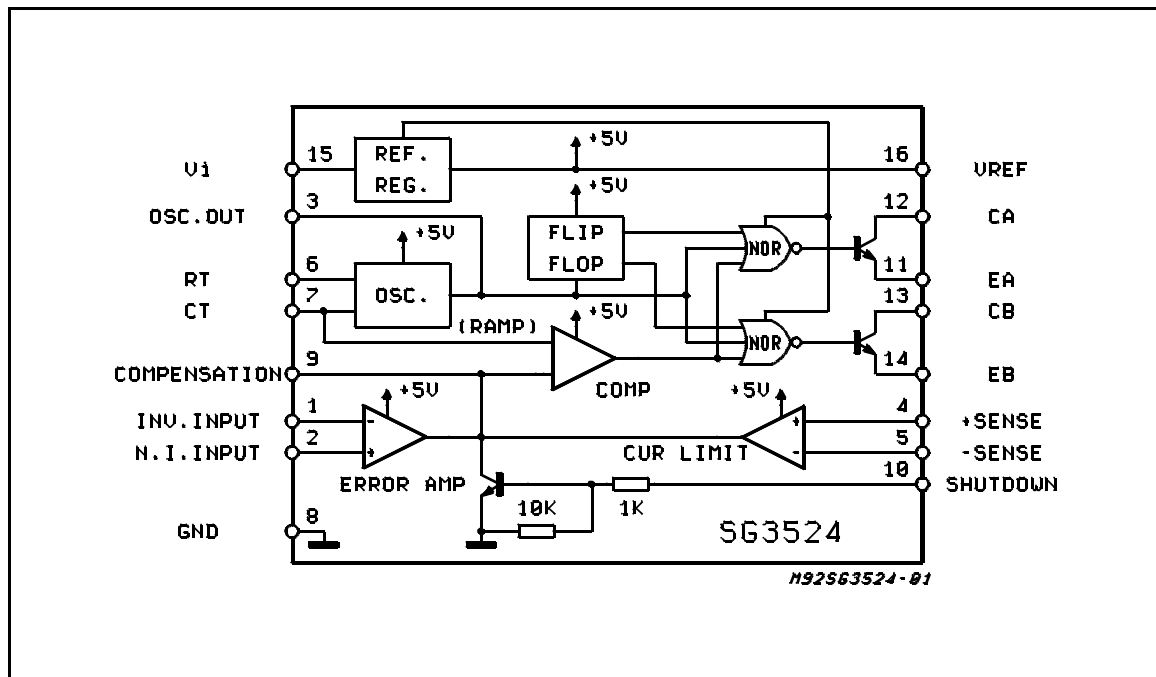 +5V
15
REF.
16
Vi
REG.
VREF
3
+5V
12
OSC.OUT
+5V
FLIP
NOR
CA
6
FLOP
11
RT
OSC.
EA
7
+5V
13
CT
(RAMP)
CB
9
NOR
14
COMPENSATION
COMP
EB
+5V
+5V
1
4
INV.INPUT
-
+
+SENSE
2
5
N.I.INPUT
+
CUR LIMIT
-
-SENSE
ERROR AMP
10
SHUTDOWN
10K
1K
8
GND
SG3524
M92SG3524-01